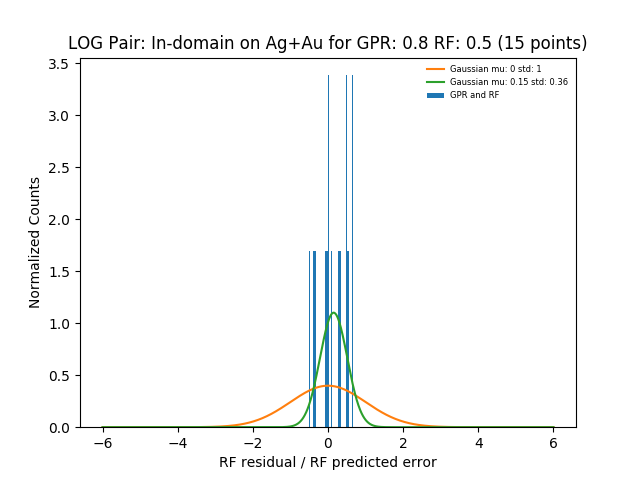 LOG Pair: In-domain on Ag+Au for GPR: 0.8 RF: 0.5 (15 points)
Gaussian mu: 0 std: 1
Gaussian mu: 0.15 std: 0.36
GPR and RF
3.5
3.0
2.5
2.0
1.5
1.0
0.5
0.0
Normalized Counts
−6 −4 −2 0 2 4 6
RF residual / RF predicted error